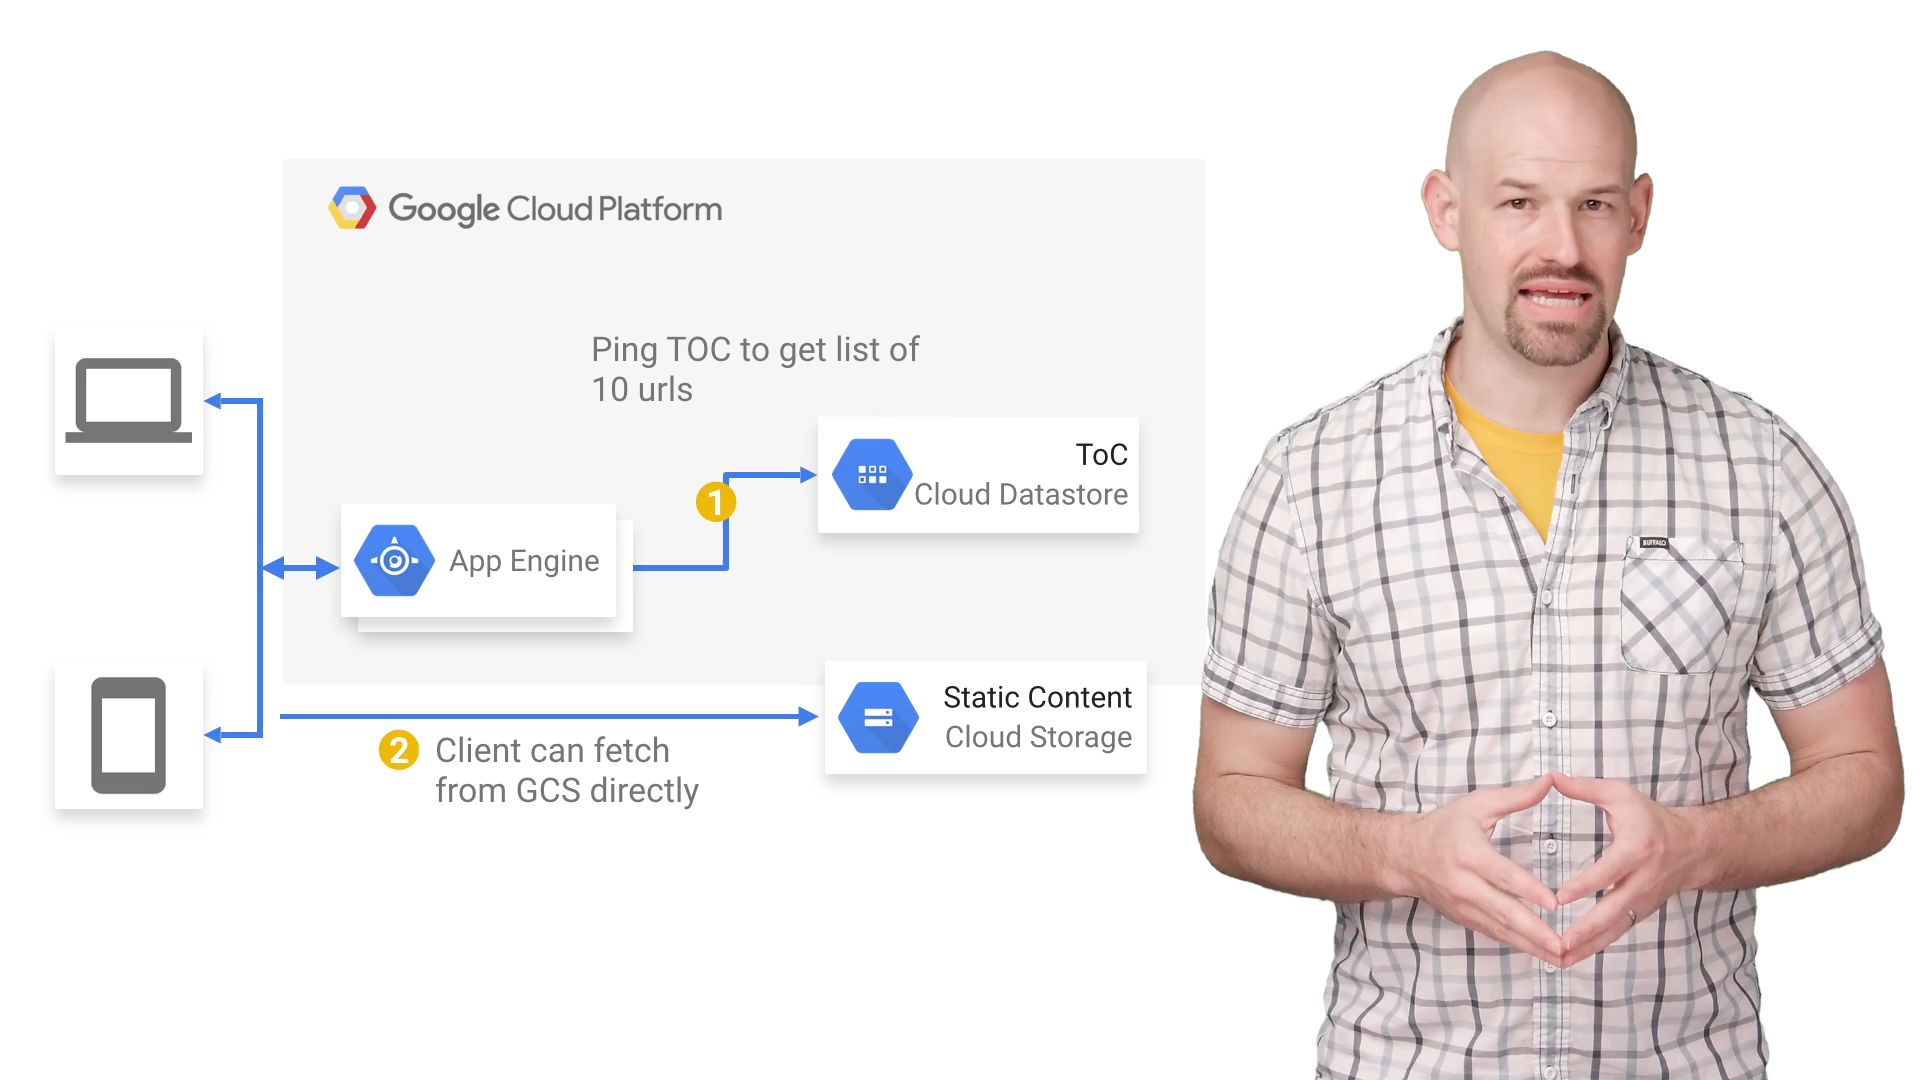 Google Cloud Platform
Ping TOC to get list of
10 urls
ToC
Cloud Datastore
1
App Engine
Static Content
Cloud Storage
2 Client can fetch
from GCS directly
BUFFALO